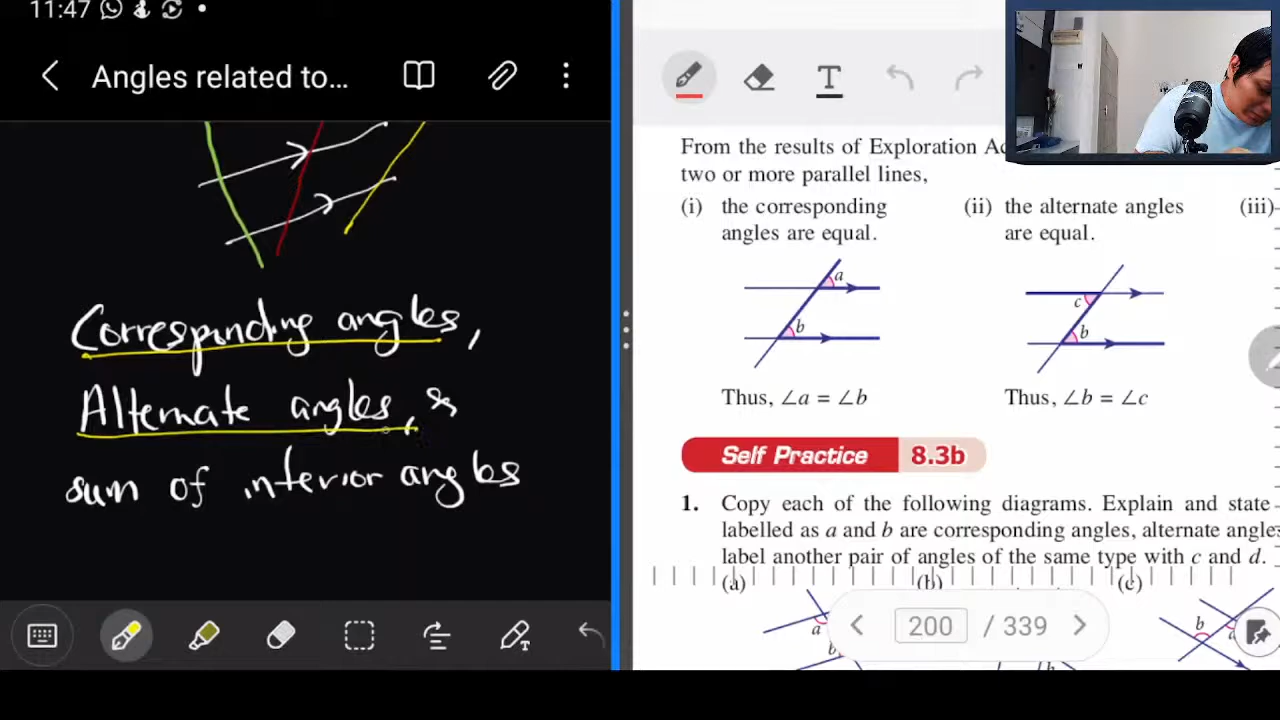 11:47
Angles related to...
Corresponding angles,
Alternate angles, &
sum of interior angles
T
From the results of Exploration Ac
two or more parallel lines,
(i) the corresponding
angles are equal.
(ii) the alternate angles
are equal.
(iii)
a
b
c
b
Thus, ∠a = ∠b
Thus, ∠b = ∠c
Self Practice 8.3b
1. Copy each of the following diagrams. Explain and state
labelled as a and b are corresponding angles, alternate angles
label another pair of angles of the same type with c and d.
(a) (b) (c)
a
b
b
b
200 / 339